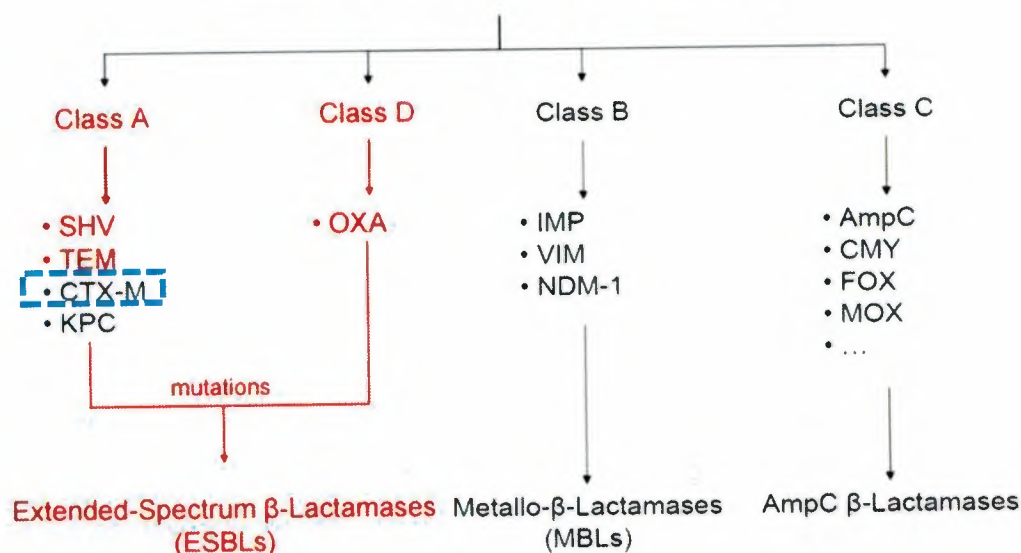 Class A
Class D
Class B
Class C
• SHV
• TEM
• CTX-M
• KPC
• OXA
• IMP
• VIM
• NDM-1
• AmpC
• CMY
• FOX
• MOX
• ...
mutations
Extended-Spectrum β-Lactamases
(ESBLs)
Metallo-β-Lactamases
(MBLs)
AmpC β-Lactamases